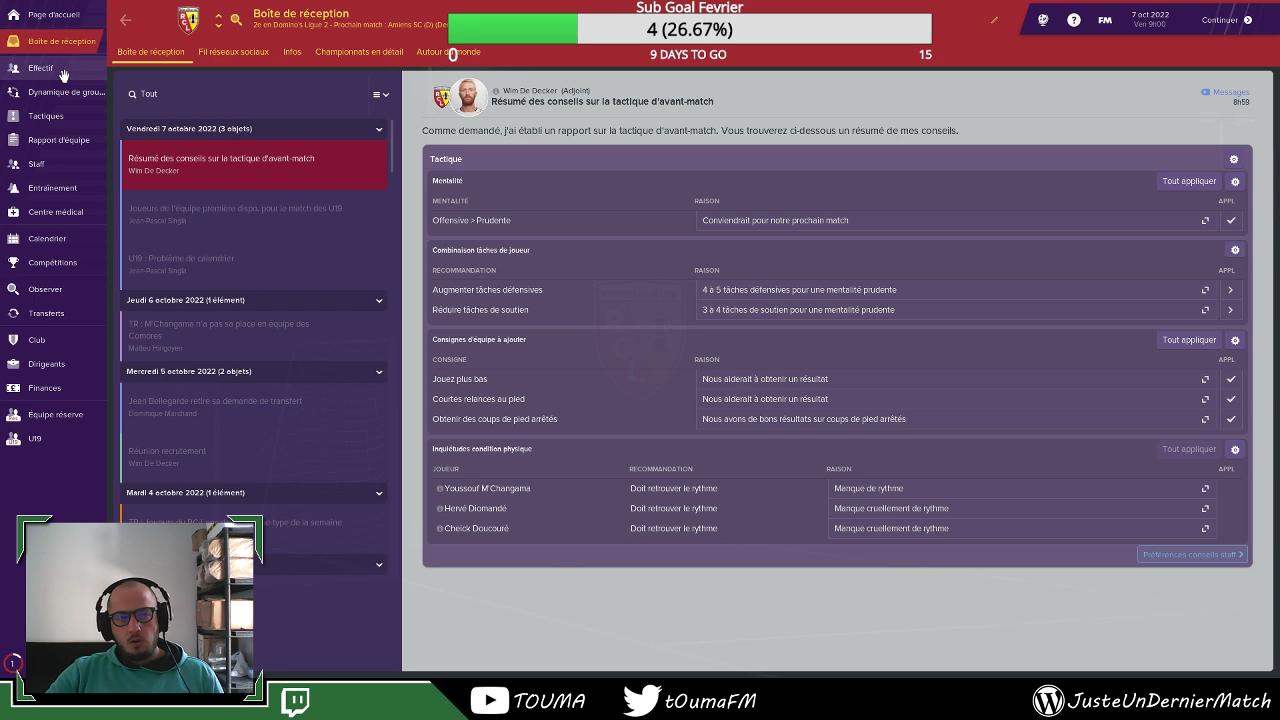 Page d'accueil
Boîte de réception
Effectif
Dynamique de grou...
Tactiques
Rapport d'équipe
Staff
Entraînement
Centre médical
Calendrier
Compétitions
Observer
Transferts
Club
Dirigeants
Finances
Équipe réserve
U19
1
Boîte de réception
2e en Domino's Ligue 2 - Prochain match : Amiens SC (D) (De
Boîte de réception
Fil réseaux sociaux
Infos
Championnats en détail
Autour du monde
Sub Goal Fevrier
4 (26.67%)
0
9 DAYS TO GO
15
FM
7 oct 2022
Ven 9h00
Continuer
Tout
Vendredi 7 octobre 2022 (3 objets)
Résumé des conseils sur la tactique d'avant-match
Wim De Decker
Joueurs de l'équipe première dispo. pour le match des U19
Jean-Pascal Singla
U19 : Problème de calendrier
Jean-Pascal Singla
Jeudi 6 octobre 2022 (1 élément)
TR : M'Changama n'a pas sa place en équipe des
Comores
Matteo Hirigoyen
Mercredi 5 octobre 2022 (2 objets)
Jean Bellegarde retire sa demande de transfert
Dominique Marchand
Réunion recrutement
Wim De Decker
Mardi 4 octobre 2022 (1 élément)
-type de la semaine
Wim De Decker (Adjoint)
Résumé des conseils sur la tactique d'avant-match
Messages
8h59
Comme demandé, j'ai établi un rapport sur la tactique d'avant-match. Vous trouverez ci-dessous un résumé de mes conseils.
Tactique
Mentalité
Tout appliquer
MENTALITÉ RAISON APPL
Offensive > Prudente Conviendrait pour notre prochain match
Combinaison tâches de joueur
RECOMMANDATION RAISON APPL
Augmenter tâches défensives 4 à 5 tâches défensives pour une mentalité prudente
Réduire tâches de soutien 3 à 4 tâches de soutien pour une mentalité prudente
Consignes d'équipe à ajouter
Tout appliquer
CONSIGNE RAISON APPL
Jouez plus bas Nous aiderait à obtenir un résultat
Courtes relances au pied Nous aiderait à obtenir un résultat
Obtenir des coups de pied arrêtés Nous avons de bons résultats sur coups de pied arrêtés
Inquiétudes condition physique
Tout appliquer
JOUEUR RECOMMANDATION RAISON APPL
Youssouf M'Changama Doit retrouver le rythme Manque de rythme
Hervé Diomandé Doit retrouver le rythme Manque cruellement de rythme
Cheick Doucouré Doit retrouver le rythme Manque cruellement de rythme
Préférences conseils staff
TOUMA
tOumaFM
JusteUnDernierMatch